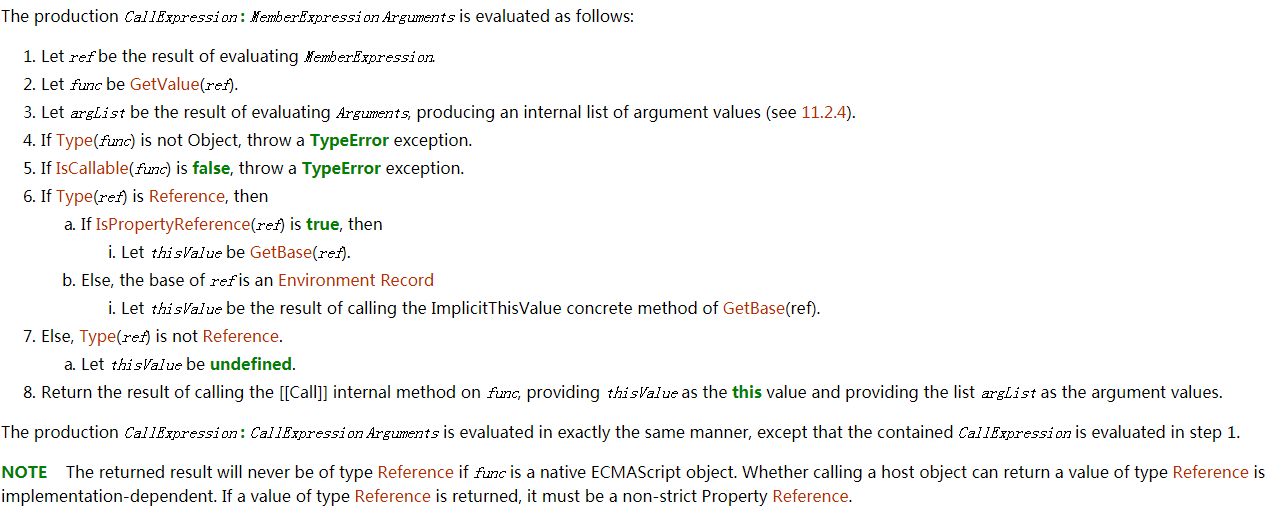 The production CallExpression : MemberExpression Arguments is evaluated as follows:
1. Let ref be the result of evaluating MemberExpression.
2. Let func be GetValue(ref).
3. Let argList be the result of evaluating Arguments, producing an internal list of argument values (see 11.2.4).
4. If Type(func) is not Object, throw a TypeError exception.
5. If IsCallable(func) is false, throw a TypeError exception.
6. If Type(ref) is Reference, then
a. If IsPropertyReference(ref) is true, then
i. Let thisValue be GetBase(ref).
b. Else, the base of ref is an Environment Record
i. Let thisValue be the result of calling the ImplicitThisValue concrete method of GetBase(ref).
7. Else, Type(ref) is not Reference.
a. Let thisValue be undefined.
8. Return the result of calling the [[Call]] internal method on func, providing thisValue as the this value and providing the list argList as the argument values.
The production CallExpression : CallExpression Arguments is evaluated in exactly the same manner, except that the contained CallExpression is evaluated in step 1.
NOTE The returned result will never be of type Reference if func is a native ECMAScript object. Whether calling a host object can return a value of type Reference is
implementation-dependent. If a value of type Reference is returned, it must be a non-strict Property Reference.